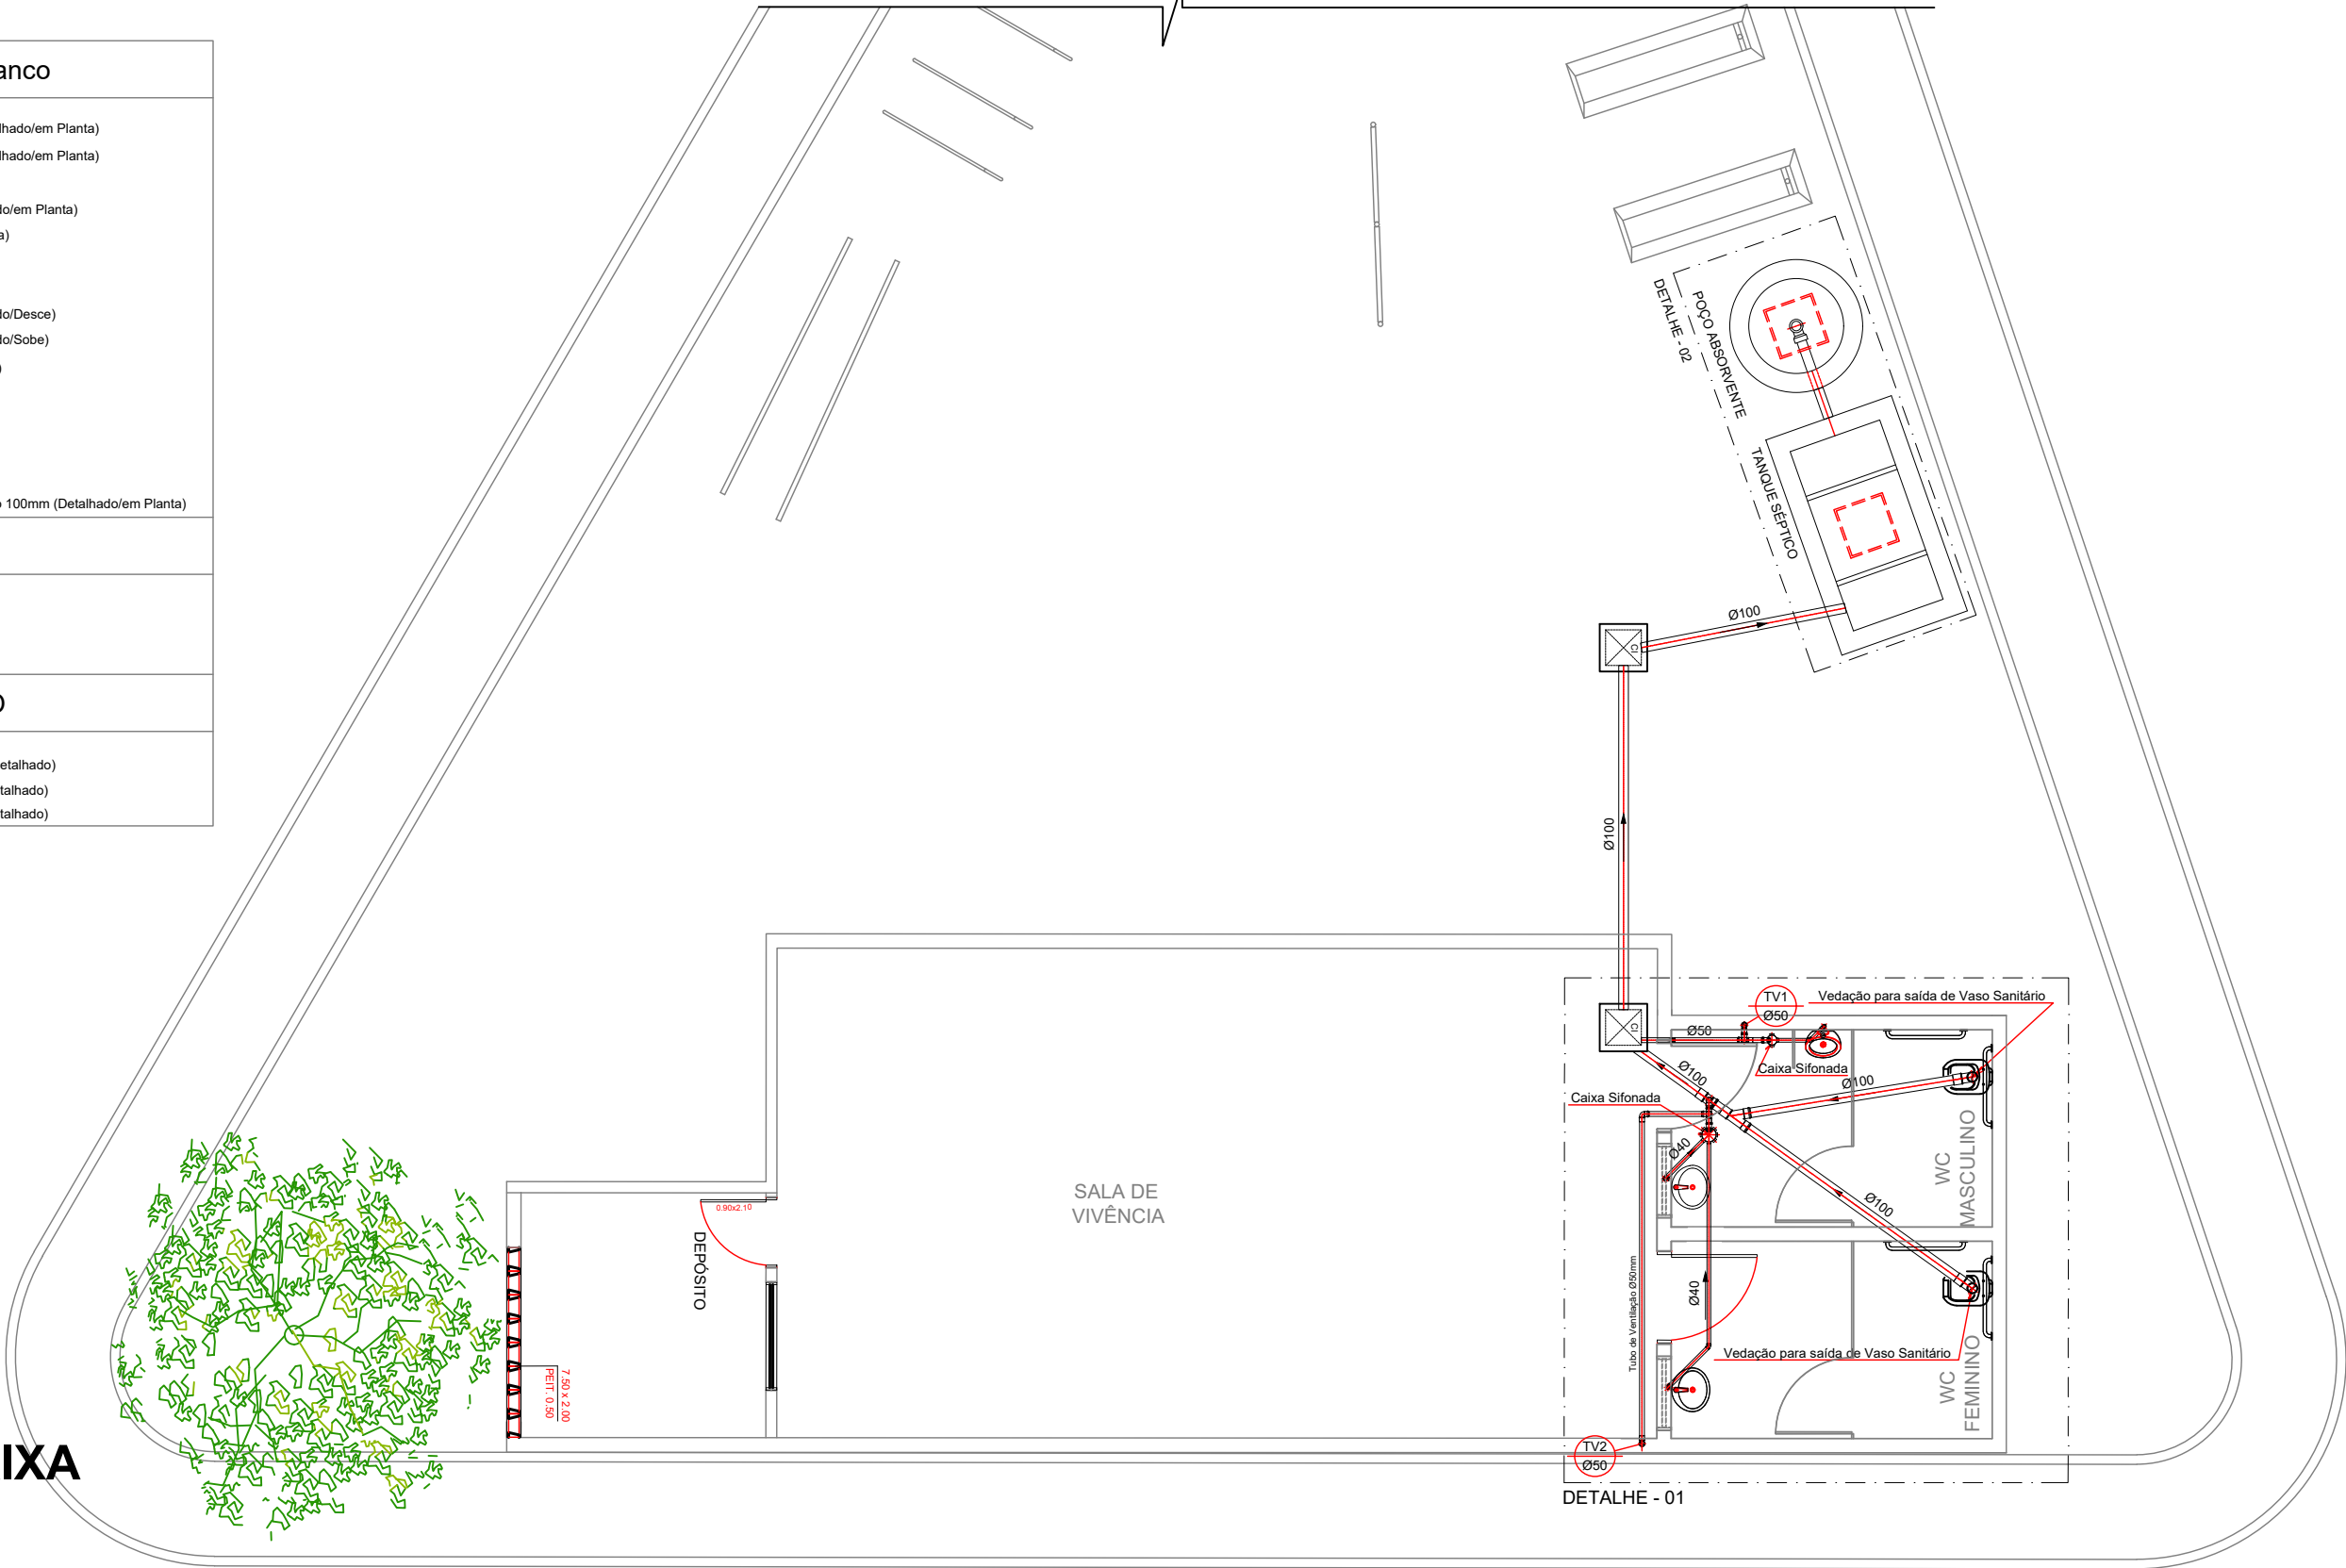 anco
lhado/em Planta)
lhado/em Planta)
do/em Planta)
a)
do/Desce)
do/Sobe)
)
o 100mm (Detalhado/em Planta)
O
etalhado)
talhado)
talhado)
IXA
DETALHE - 02
POÇO ABSORVENTE
TANQUE SÉPTICO
Ø100
CI
Ø100
CI
TV1
Ø50
Vedação para saída de Vaso Sanitário
Ø50
Caixa Sifonada
Ø100
Ø100
Caixa Sifonada
Ø40
WC
MASCULINO
Ø100
SALA DE
VIVÊNCIA
0.90x2.10
DEPÓSITO
7.50 x 2.00
PEIT. 0.50
Tubo de Ventilação Ø50mm
Ø40
Vedação para saída de Vaso Sanitário
WC
FEMININO
TV2
Ø50
DETALHE - 01